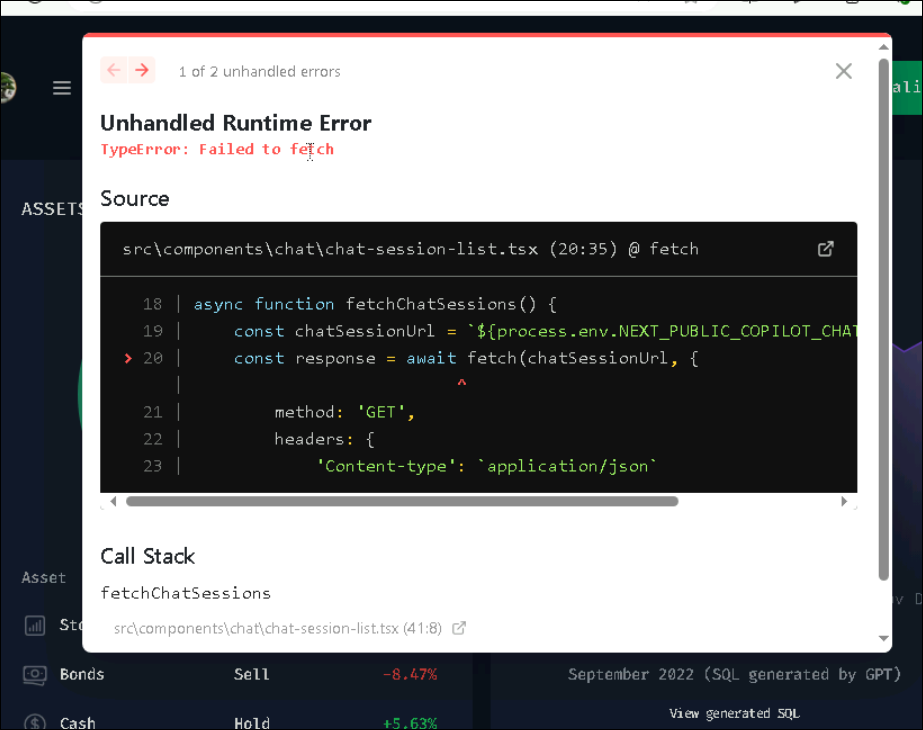 1 of 2 unhandled errors
ali
Unhandled Runtime Error
TypeError: Failed to fetch
ASSETS
Source
src\components\chat\chat-session-list.tsx (20:35) @ fetch
18 | async function fetchChatSessions() {
19 | const chatSessionUrl = `${process.env.NEXT_PUBLIC_COPILOT_CHAT
> 20 | const response = await fetch(chatSessionUrl, {
| ^
21 | method: 'GET',
22 | headers: {
23 | 'Content-type': `application/json`
Call Stack
Asset
fetchChatSessions
src\components\chat\chat-session-list.tsx (41:8)
Bonds Sell -8.47% September 2022 (SQL generated by GPT)
View generated SQL
Cash Hold +5.63%